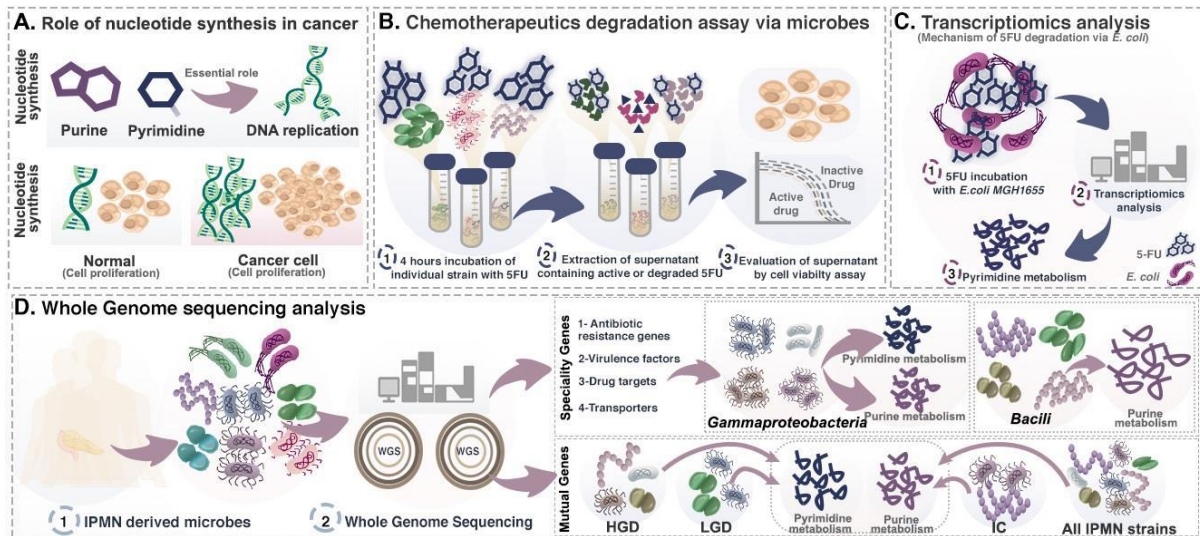 A. Role of nucleotide synthesis in cancer
Nucleotide
synthesis
Essential role
Purine
Pyrimidine
DNA replication
Nucleotide
synthesis
Normal
(Cell proliferation)
Cancer cell
(Cell proliferation)
B. Chemotherapeutics degradation assay via microbes
Inactive
Drug
Active
drug
1 4 hours incubation of
individual strain with 5FU
2 Extraction of supernatant
containing active or degraded 5FU
3 Evaluation of supernatant
by cell viabilty assay
C. Transcriptiomics analysis
(Mechanism of 5FU degradation via E. coli)
1 5FU incubation
with E.coli MGH1655
2 Transcriptiomics
analysis
3 Pyrimidine metabolism
5-FU
E. coli
D. Whole Genome sequencing analysis
1 IPMN derived microbes
WGS
WGS
2 Whole Genome Sequencing
Speciality Genes
1- Antibiotic
resistance genes
2-Virulence factors
3-Drug targets
4-Transporters
Gammaproteobacteria
Pyrimidine metabolism
Purine metabolism
Bacili
Purine
metabolism
Mutual Genes
HGD
LGD
Pyrimidine
metabolism
Purine
metabolism
IC
All IPMN strains